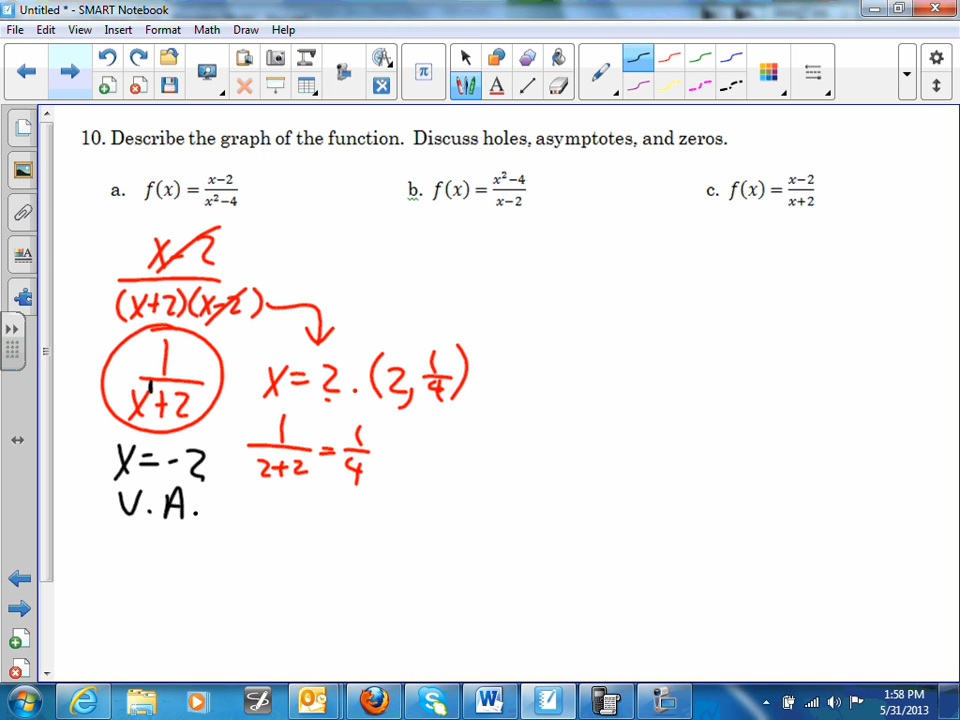 Untitled * - SMART Notebook
File Edit View Insert Format Math Draw Help
π
A
10. Describe the graph of the function. Discuss holes, asymptotes, and zeros.
a. f(x) = x−2 / x²−4
b. f(x) = x²−4 / x−2
c. f(x) = x−2 / x+2
x-2
(x+2)(x-2)
1
x+2
x = 2 . (2, 1/4)
1 / 2+2 = 1/4
x = -2
V. A.
1:58 PM
5/31/2013